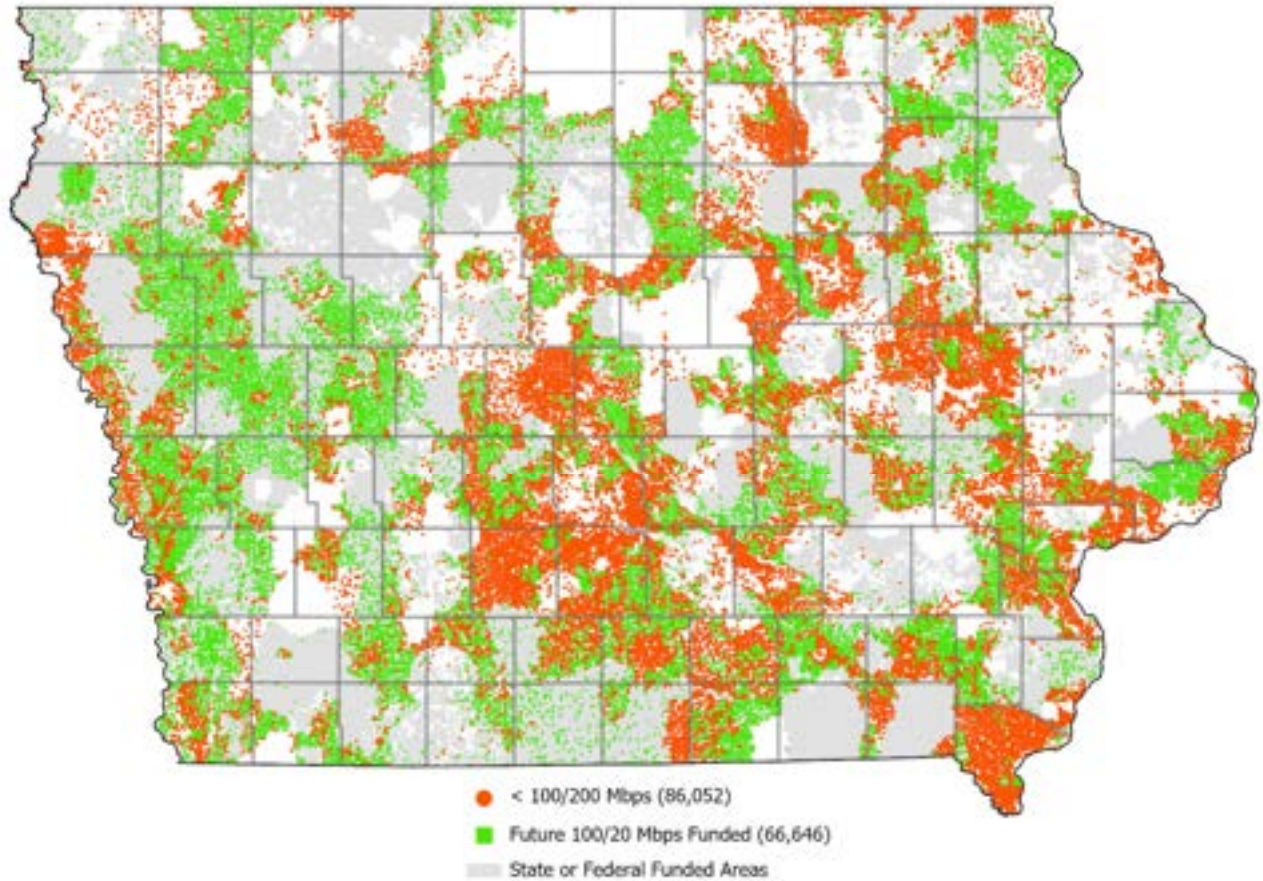 < 100/200 Mbps (86,052)
Future 100/20 Mbps Funded (66,646)
State or Federal Funded Areas